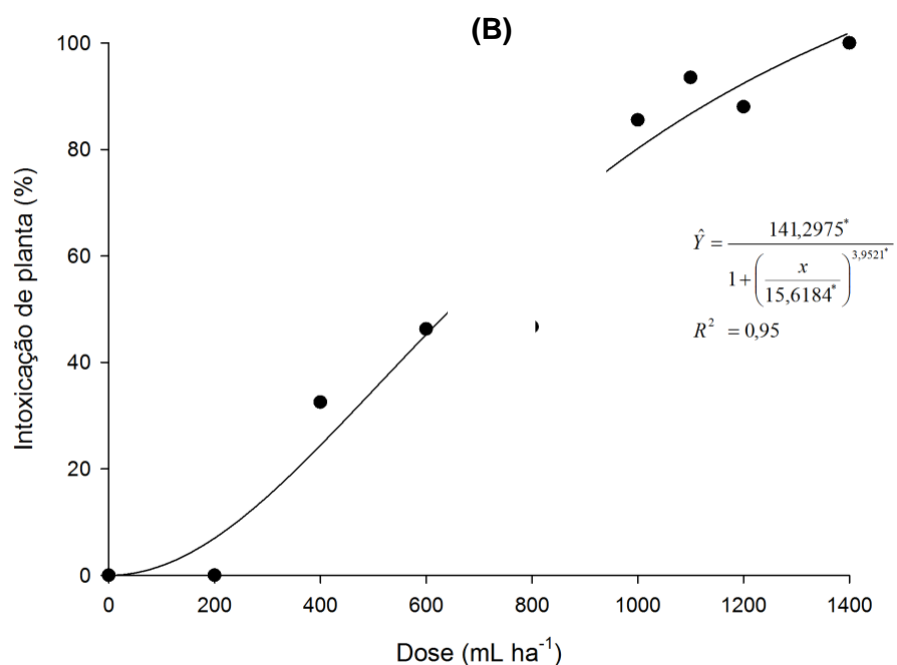 (B)
100
80
60
40
20
0
Intoxicação de planta (%)
Ŷ = 141,2975* / 1 + (x / 15,6184*)^3,9521*
R² = 0,95
0 200 400 600 800 1000 1200 1400
Dose (mL ha⁻¹)